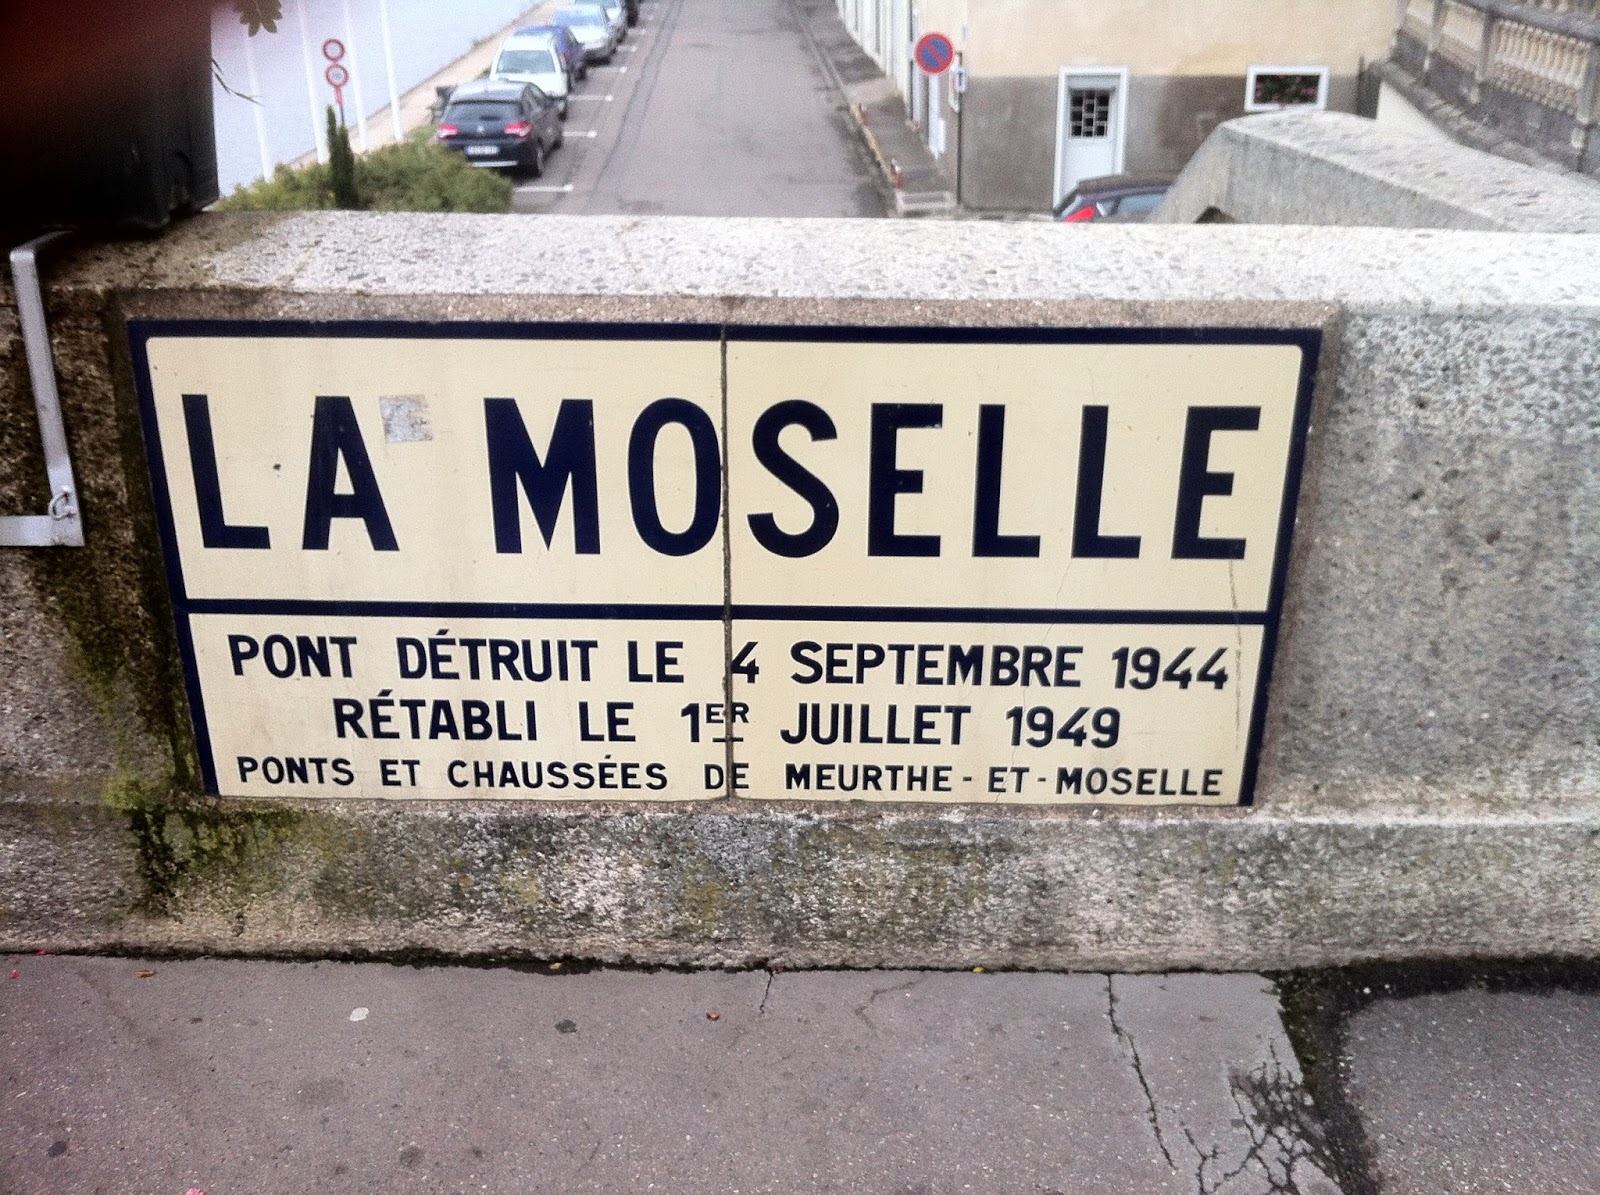 LA MOSELLE
PONT DÉTRUIT LE 4 SEPTEMBRE 1944
RÉTABLI LE 1ER JUILLET 1949
PONTS ET CHAUSSÉES DE MEURTHE-ET-MOSELLE